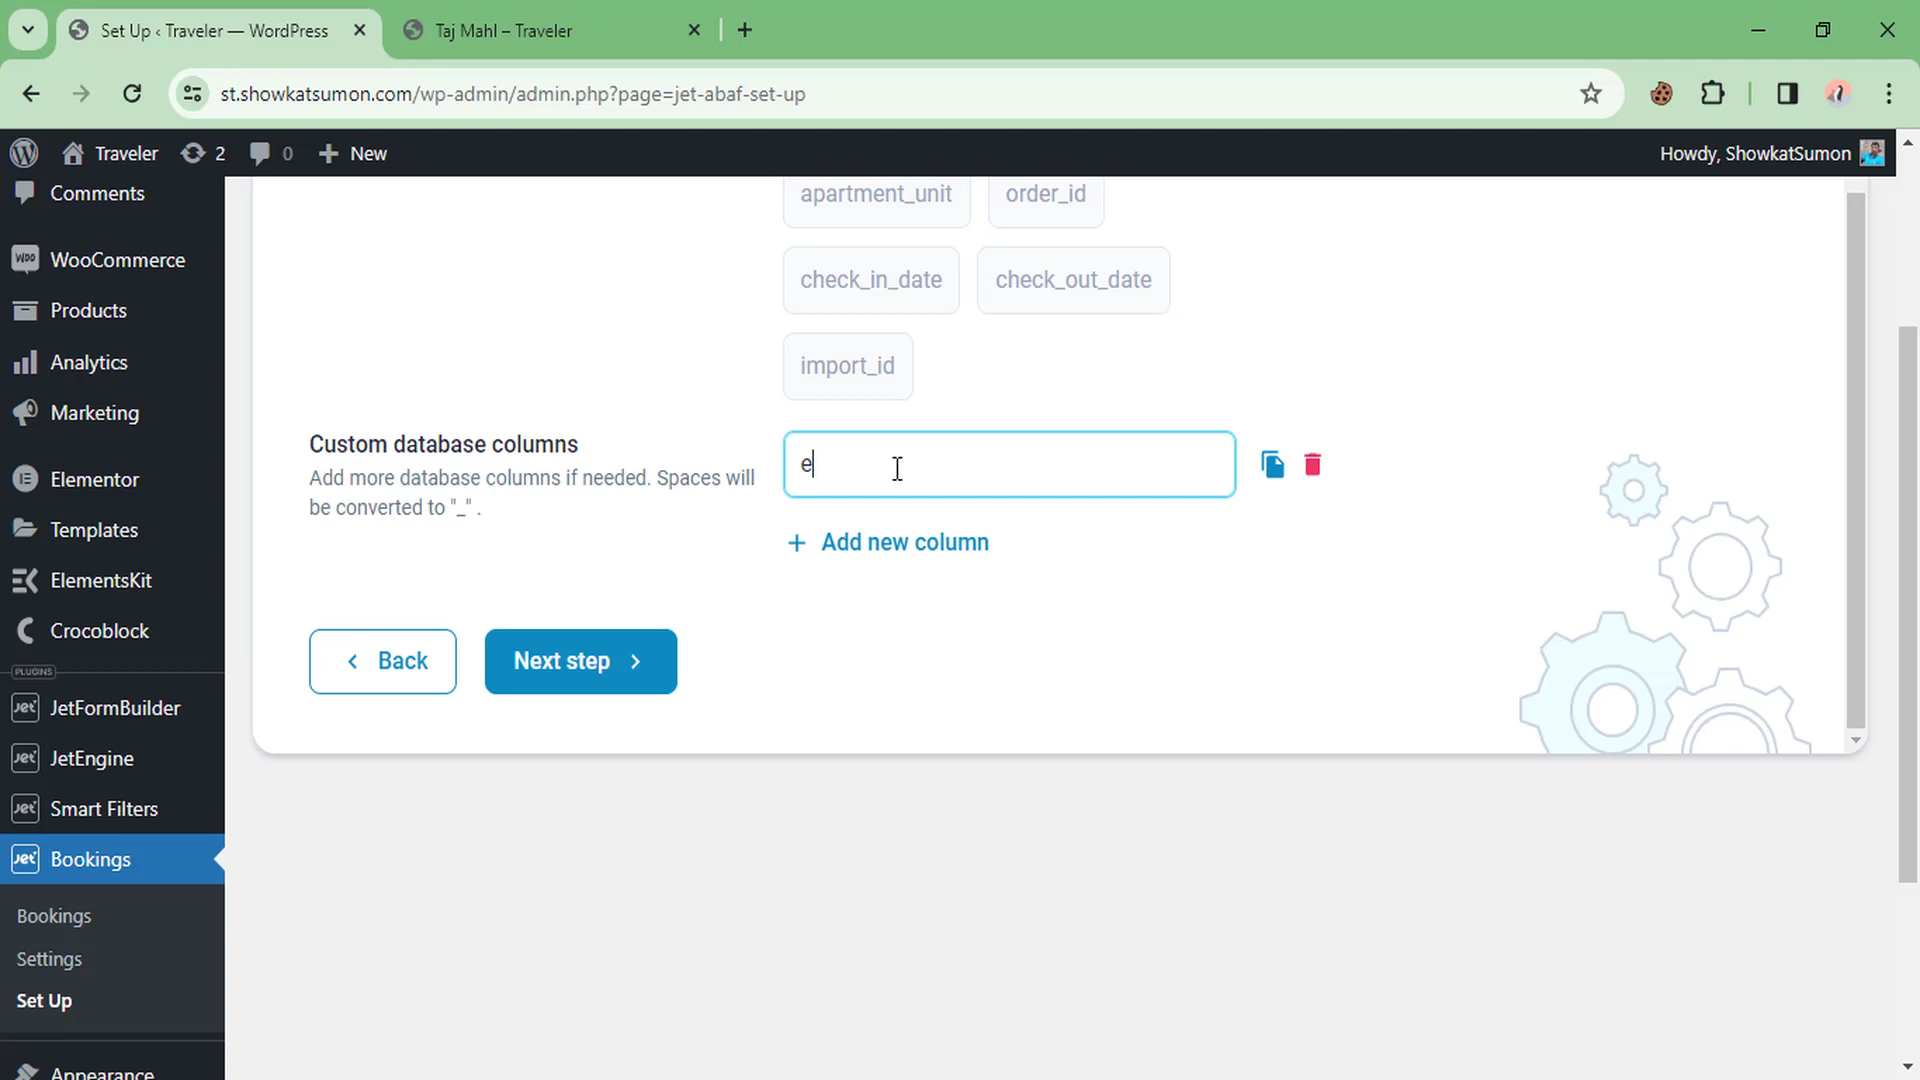 Set Up ‹ Traveler — WordPress
Taj Mahl – Traveler
st.showkatsumon.com/wp-admin/admin.php?page=jet-abaf-set-up
Traveler 2 0 New
Howdy, ShowkatSumon
Comments
WooCommerce
Products
Analytics
Marketing
Elementor
Templates
ElementsKit
Crocoblock
PLUGINS
JetFormBuilder
JetEngine
Smart Filters
Bookings
Bookings
Settings
Set Up
Appearance
apartment_unit order_id
check_in_date check_out_date
import_id
Custom database columns
Add more database columns if needed. Spaces will
be converted to "_" .
e
+ Add new column
Back
Next step